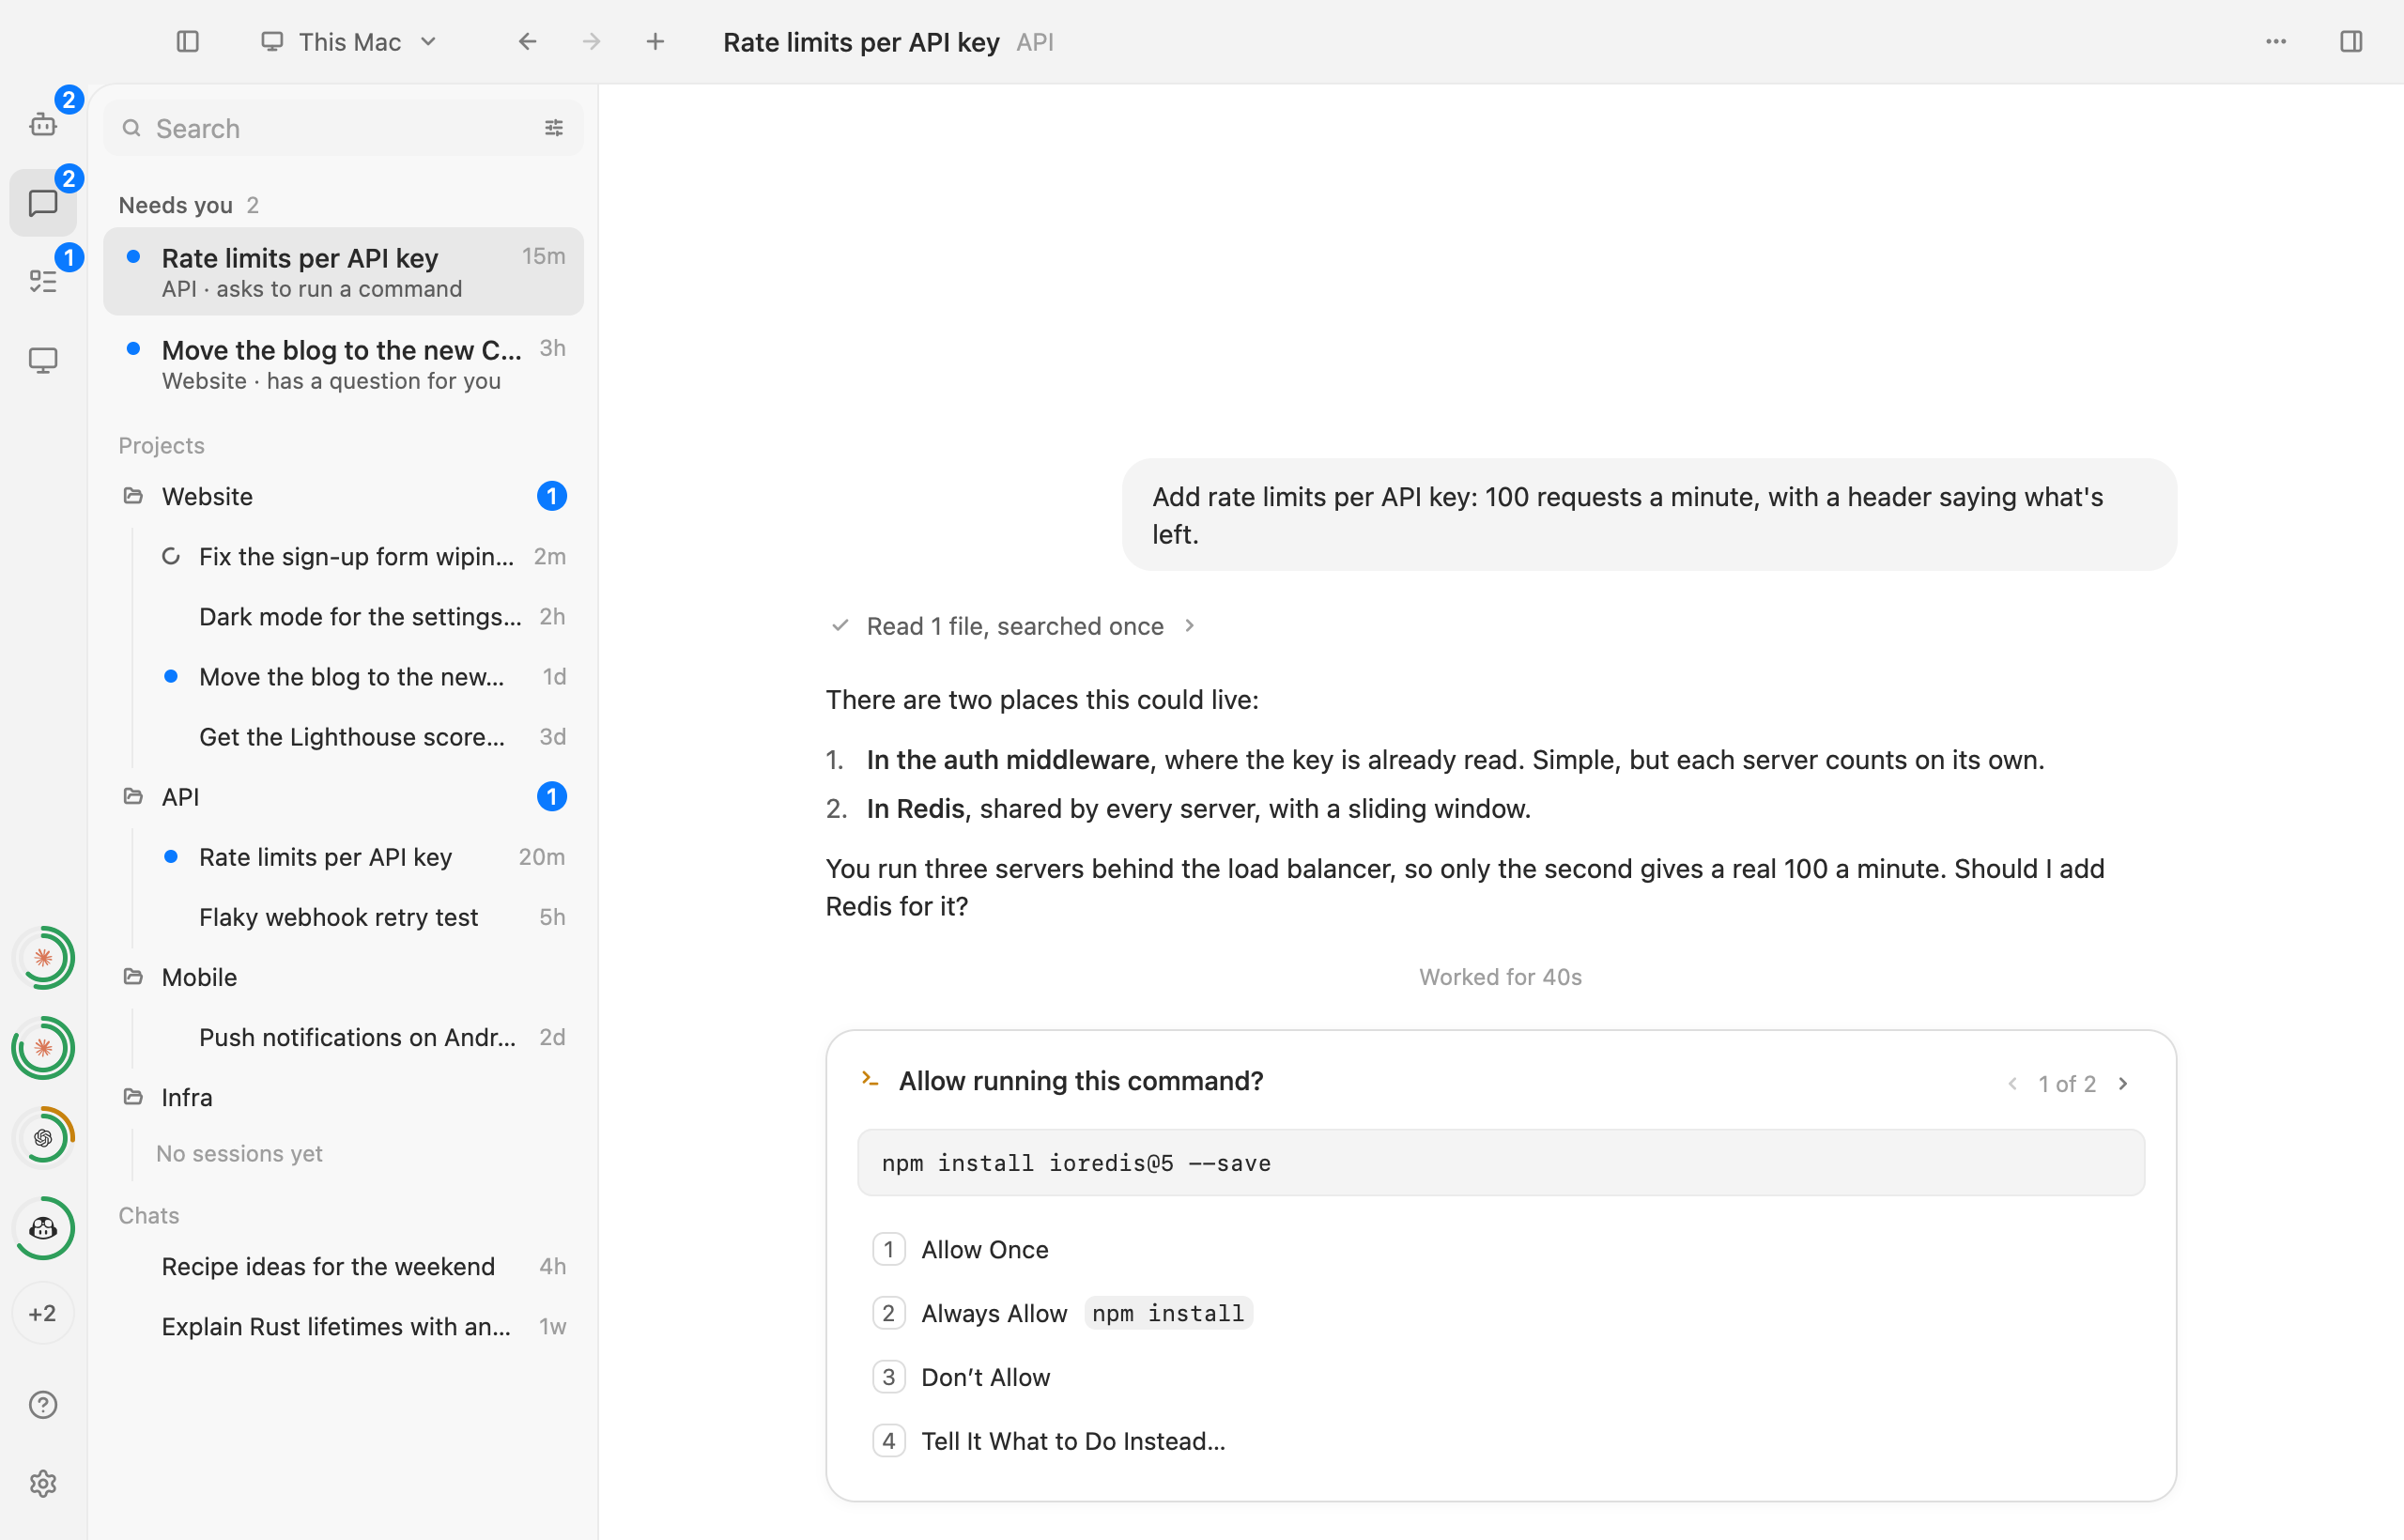 This Mac
Rate limits per API key API
2
2
1
+2
Search
Needs you 2
Rate limits per API key 15m
API · asks to run a command
Move the blog to the new C... 3h
Website · has a question for you
Projects
Website 1
Fix the sign-up form wipin... 2m
Dark mode for the settings... 2h
Move the blog to the new... 1d
Get the Lighthouse score... 3d
API 1
Rate limits per API key 20m
Flaky webhook retry test 5h
Mobile
Push notifications on Andr... 2d
Infra
No sessions yet
Chats
Recipe ideas for the weekend 4h
Explain Rust lifetimes with an... 1w
Add rate limits per API key: 100 requests a minute, with a header saying what's
left.
Read 1 file, searched once
There are two places this could live:
1. In the auth middleware, where the key is already read. Simple, but each server counts on its own.
2. In Redis, shared by every server, with a sliding window.
You run three servers behind the load balancer, so only the second gives a real 100 a minute. Should I add
Redis for it?
Worked for 40s
Allow running this command? 1 of 2
npm install ioredis@5 --save
1 Allow Once
2 Always Allow npm install
3 Don’t Allow
4 Tell It What to Do Instead...